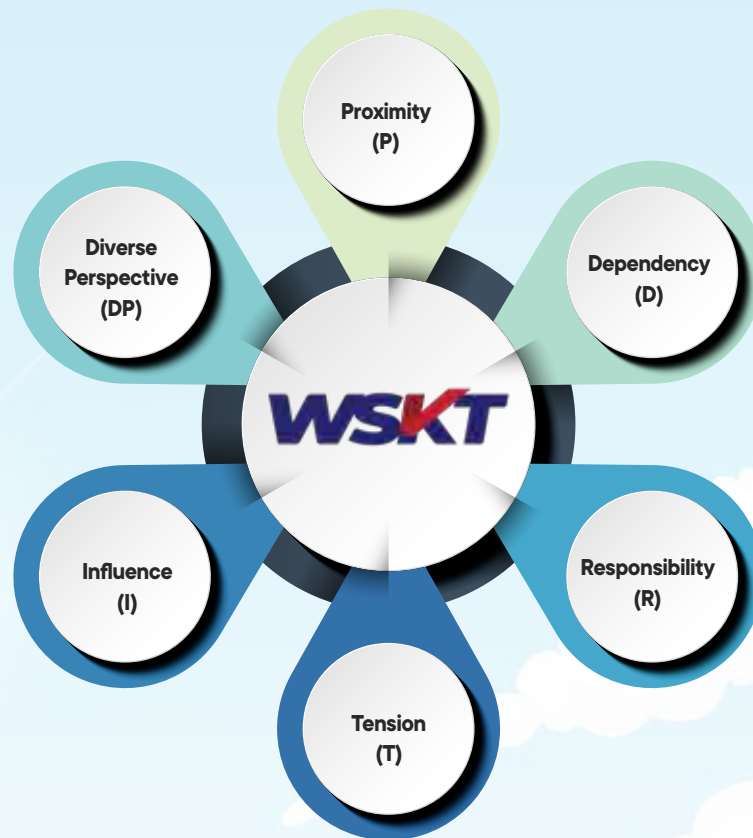 Proximity
(P)
Diverse
Perspective
(DP)
Dependency
(D)
WSKT
Influence
(I)
Responsibility
(R)
Tension
(T)